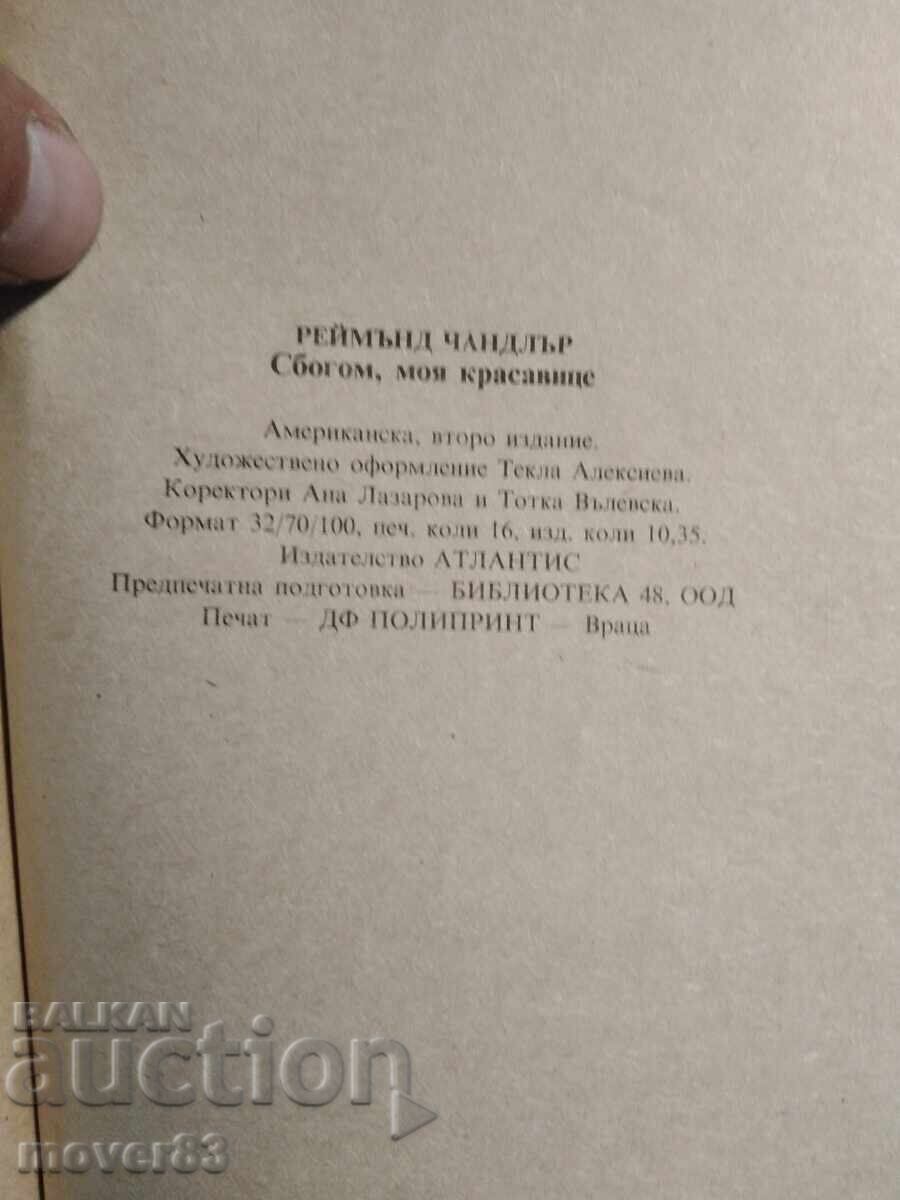 РЕЙМЪНД ЧАНДЛЪР
Сбогом, моя красавице
Американска, второ издание.
Художествено оформление Текла Алексиева.
Коректори Ана Лазарова и Тотка Вълевска.
Формат 32/70/100, печ. коли 16, изд. коли 10,35.
Издателство АТЛАНТИС
Предпечатна подготовка — БИБЛИОТЕКА 48, ООД
Печат — ДФ ПОЛИПРИНТ — Враца
BALKAN
auction
mover83